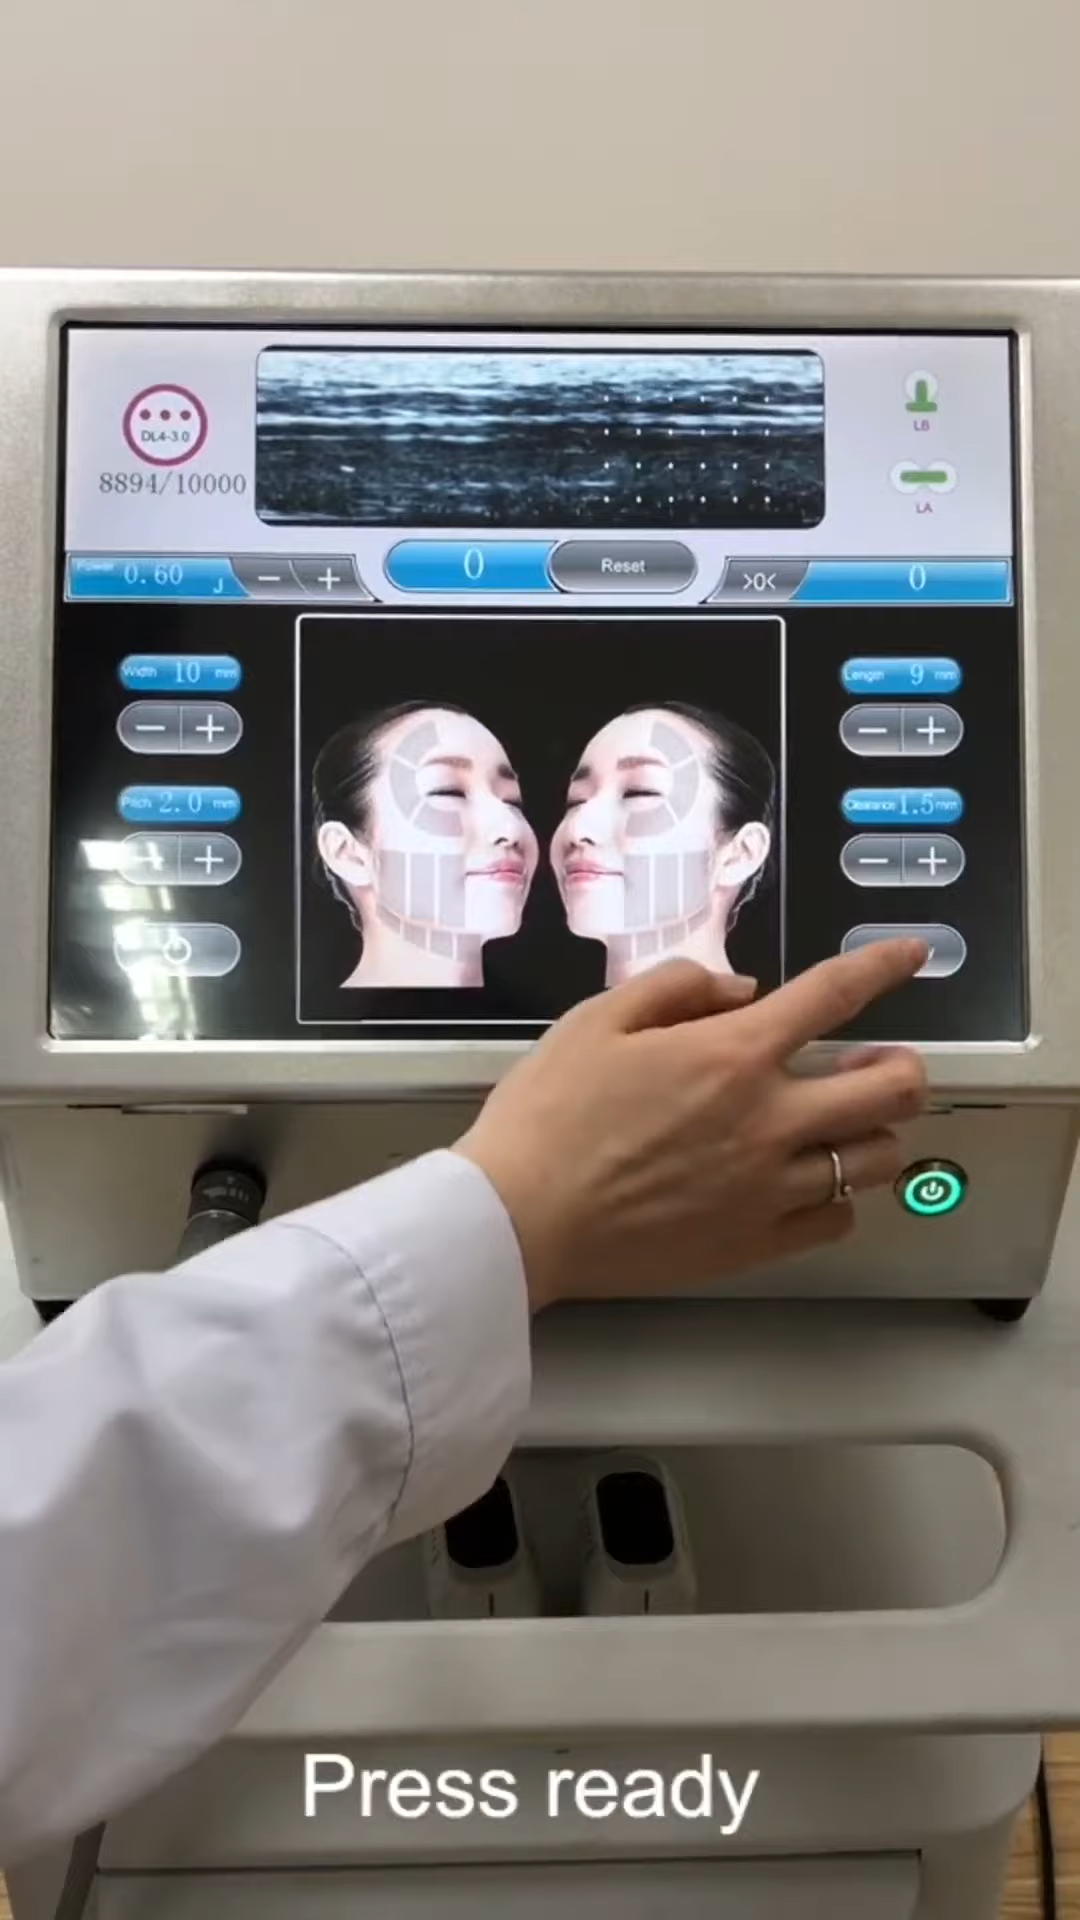 DL4-3.0
8894/10000
LB
LA
Power 0.60 J
− +
0
Reset
>0<
0
Width 10 mm
− +
Length 9 mm
− +
Pitch 2.0 mm
+
Clearance 1.5 mm
− +
Press ready